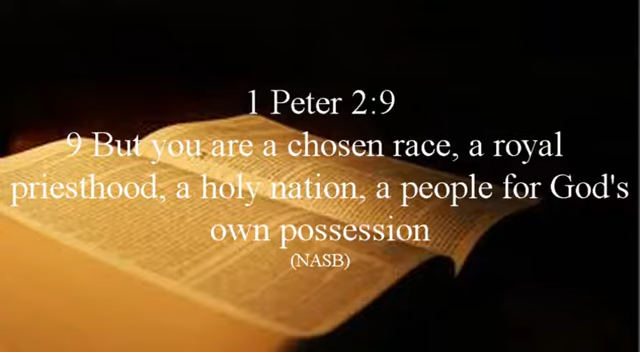 1 Peter 2:9
9 But you are a chosen race, a royal
priesthood, a holy nation, a people for God's
own possession
(NASB)